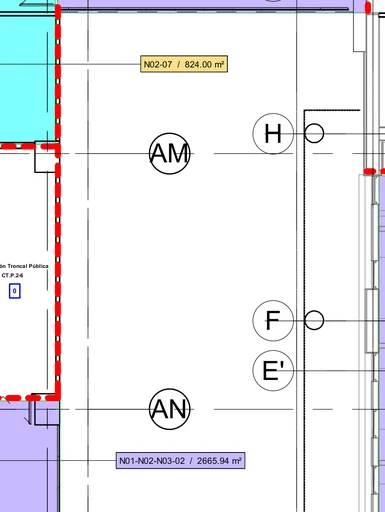 N02-07 / 824.00 m²
H
AM
ón Troncal Pública
CT.P.2-6
0
F
E'
AN
N01-N02-N03-02 / 2665.94 m²